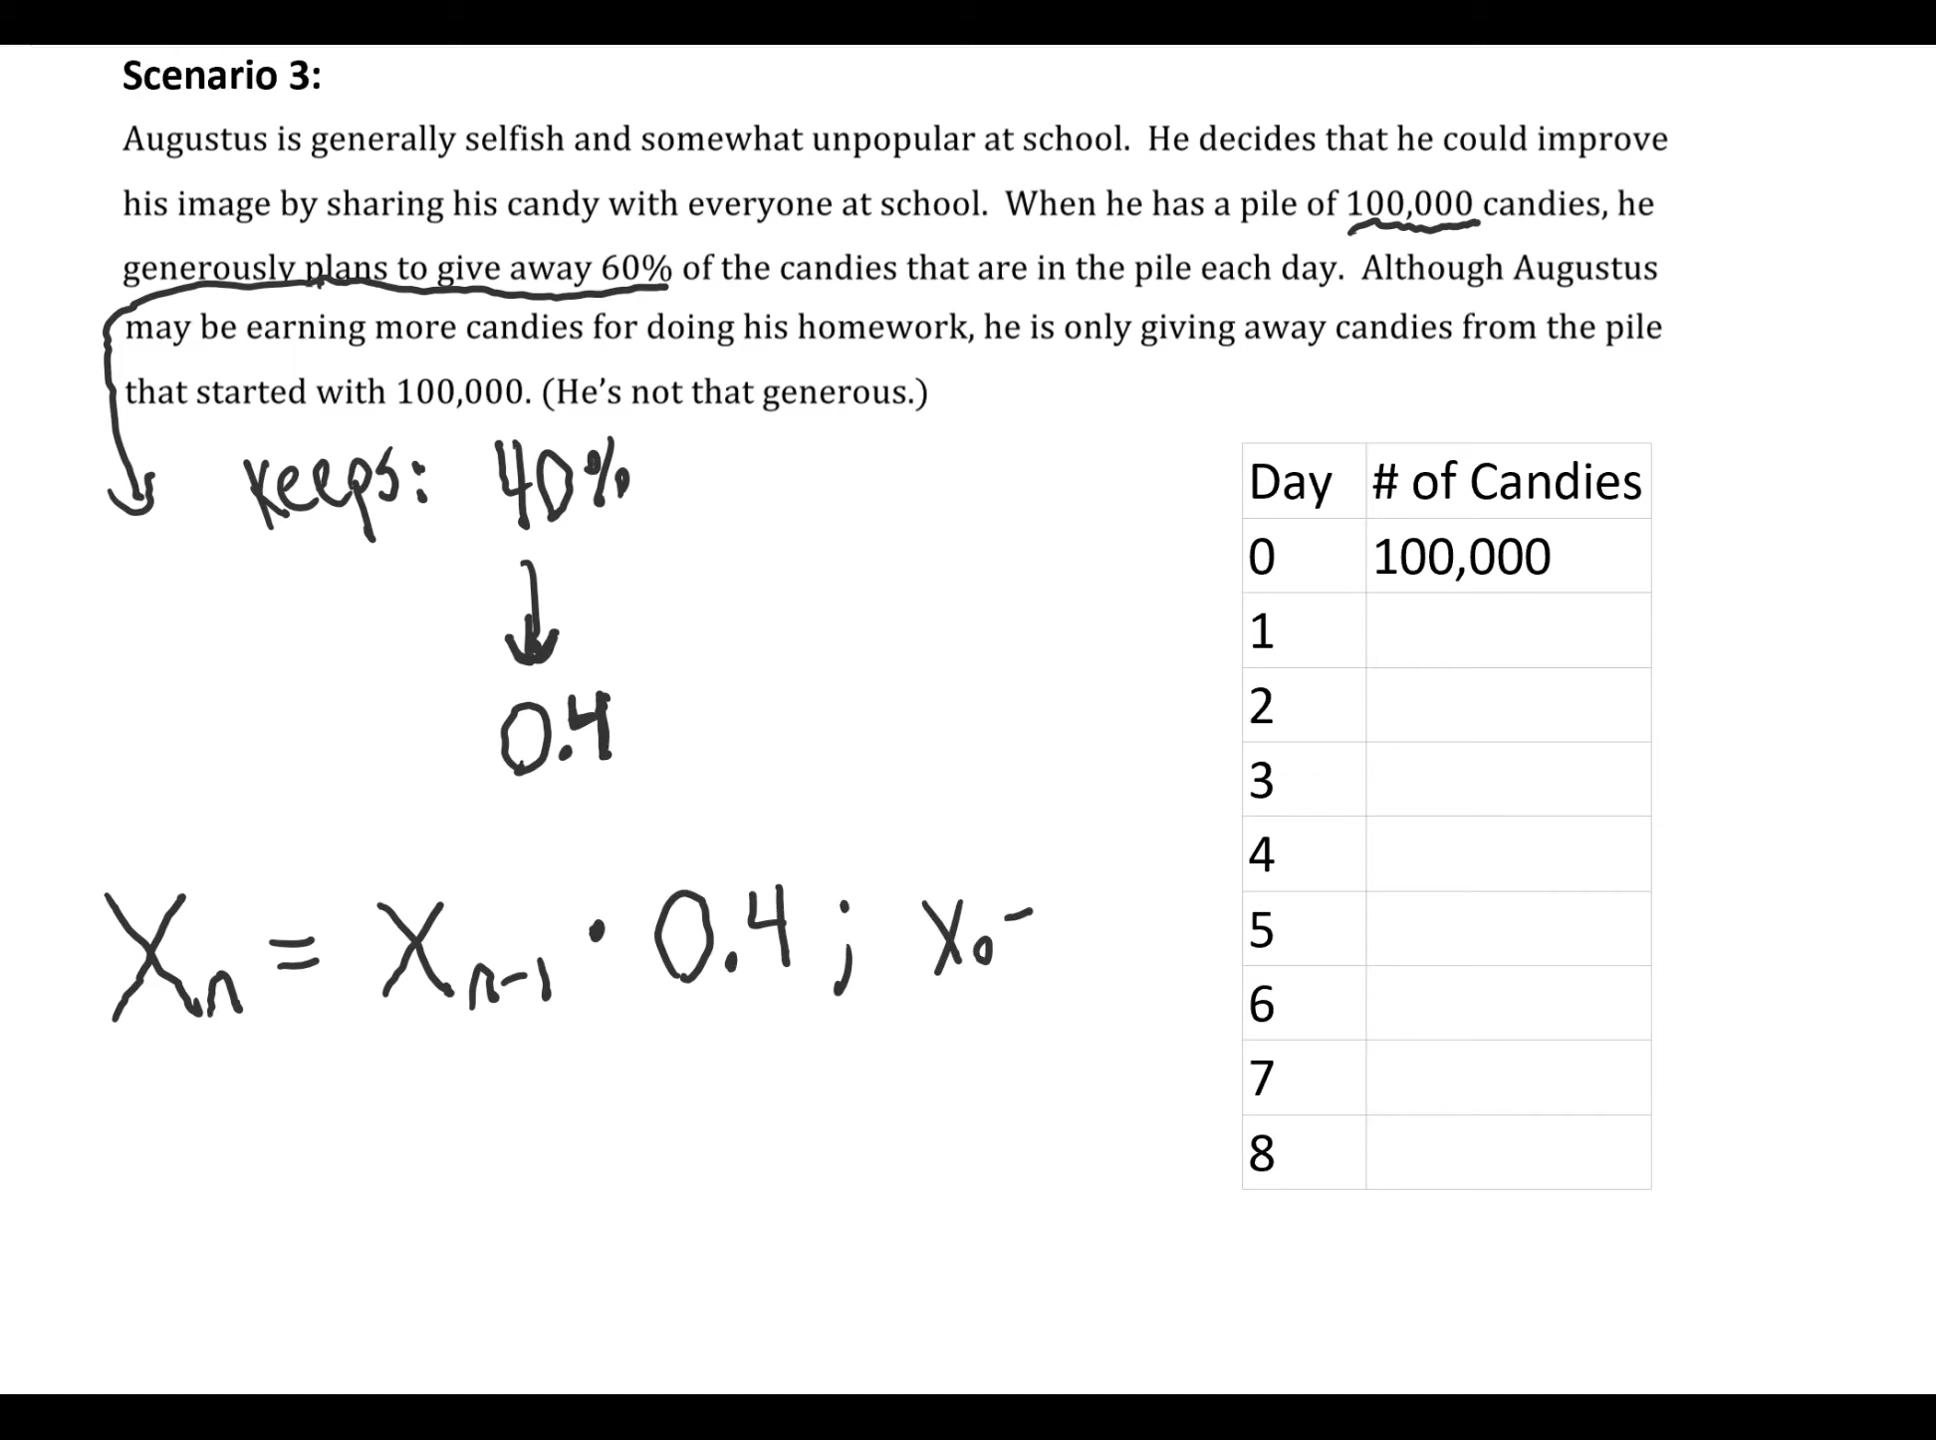 Scenario 3:
Augustus is generally selfish and somewhat unpopular at school. He decides that he could improve
his image by sharing his candy with everyone at school. When he has a pile of 100,000 candies, he
generously plans to give away 60% of the candies that are in the pile each day. Although Augustus
may be earning more candies for doing his homework, he is only giving away candies from the pile
that started with 100,000. (He's not that generous.)
Keeps: 40%
0.4
Xₙ = Xₙ₋₁ · 0.4 ; X₀ -
Day # of Candies
0 100,000
1
2
3
4
5
6
7
8